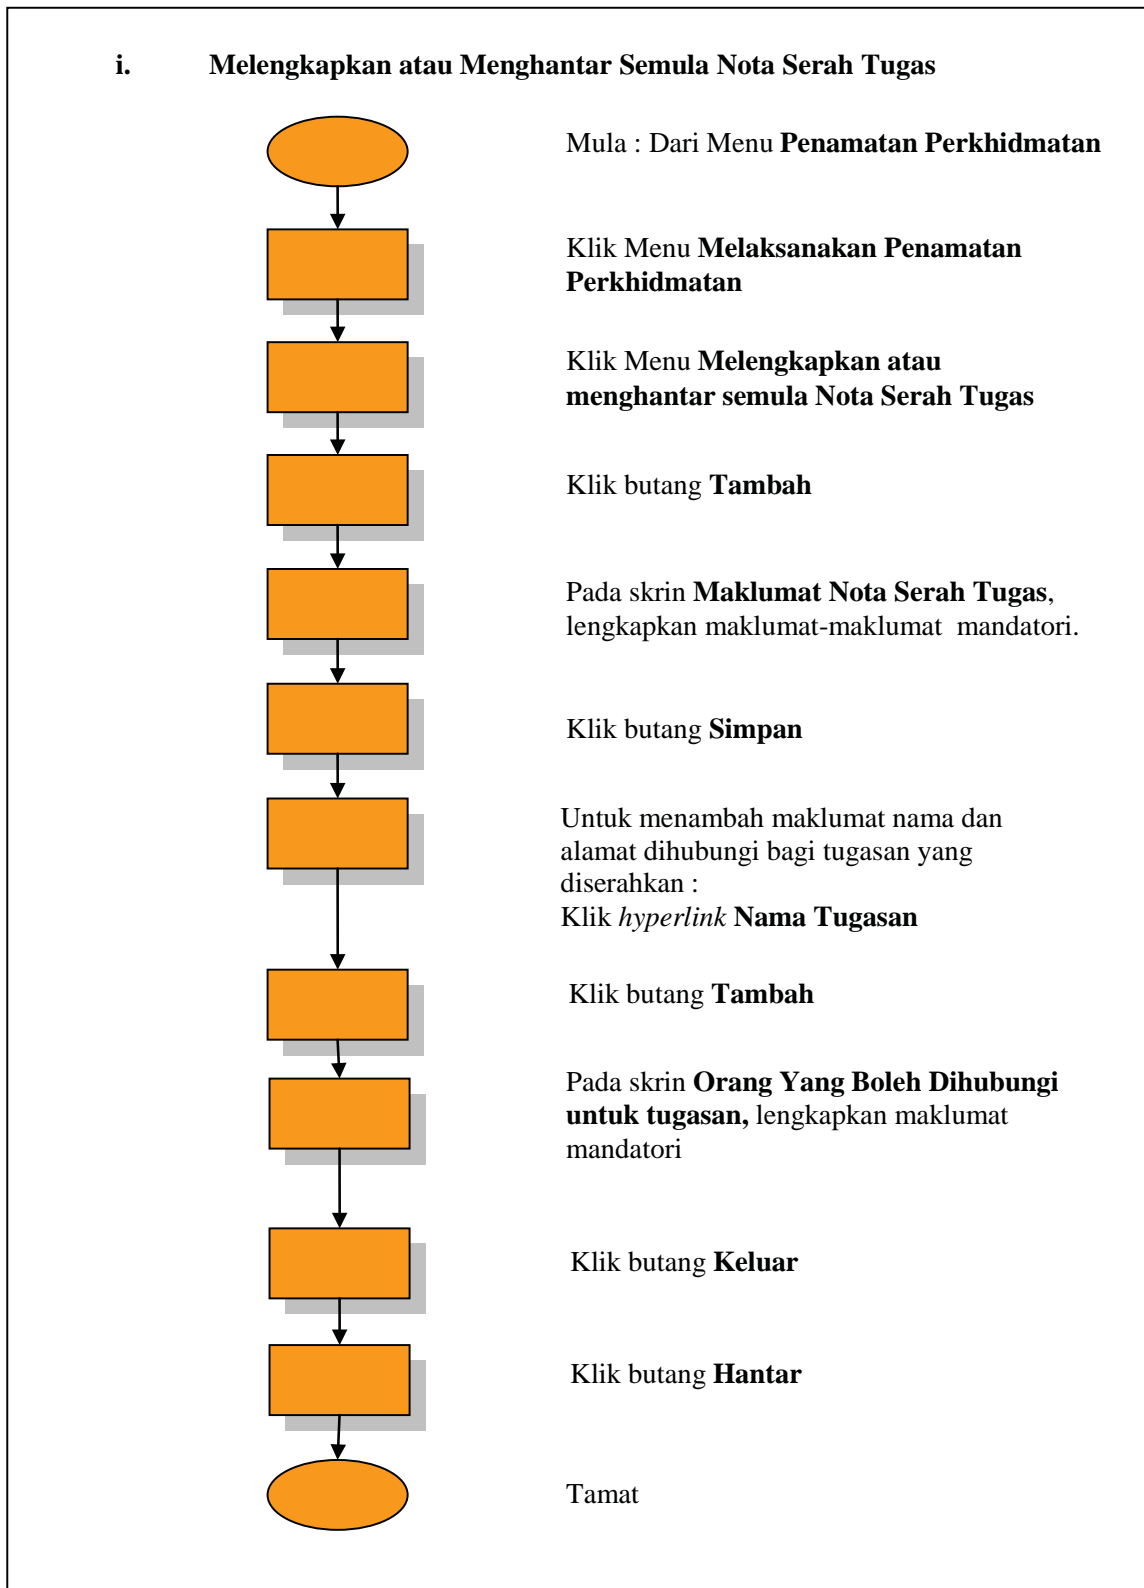 i. Melengkapkan atau Menghantar Semula Nota Serah Tugas
Mula : Dari Menu Penamatan Perkhidmatan
Klik Menu Melaksanakan Penamatan
Perkhidmatan
Klik Menu Melengkapkan atau
menghantar semula Nota Serah Tugas
Klik butang Tambah
Pada skrin Maklumat Nota Serah Tugas,
lengkapkan maklumat-maklumat  mandatori.
Klik butang Simpan
Untuk menambah maklumat nama dan
alamat dihubungi bagi tugasan yang
diserahkan :
Klik hyperlink Nama Tugasan
Klik butang Tambah
Pada skrin Orang Yang Boleh Dihubungi
untuk tugasan, lengkapkan maklumat
mandatori
Klik butang Keluar
Klik butang Hantar
Tamat